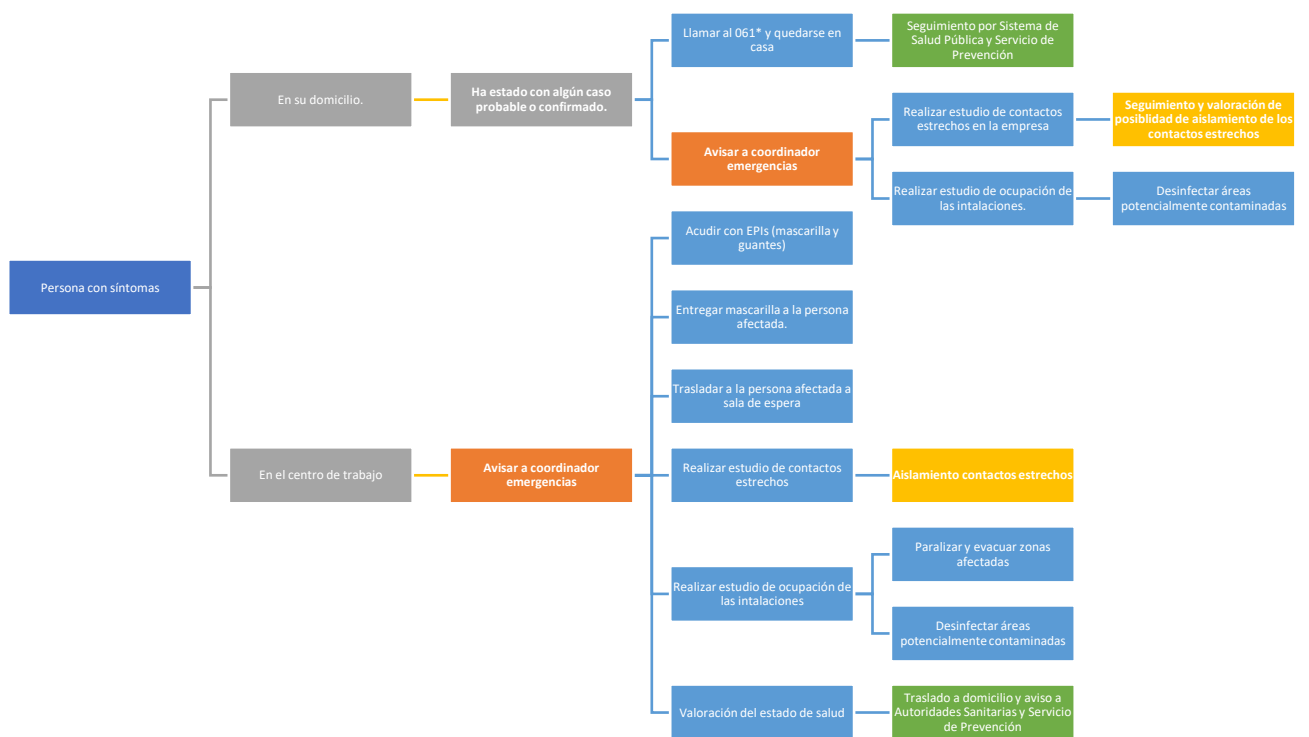 Llamar al 061* y quedarse en
casa
Seguimiento por Sistema de
Salud Pública y Servicio de
Prevención
En su domicilio.
Ha estado con algún caso
probable o confirmado.
Realizar estudio de contactos
estrechos en la empresa
Seguimiento y valoración de
posiblidad de aislamiento de los
contactos estrechos
Avisar a coordinador
emergencias
Realizar estudio de ocupación de
las intalaciones.
Desinfectar áreas
potencialmente contaminadas
Acudir con EPIs (mascarilla y
guantes)
Persona con síntomas
Entregar mascarilla a la persona
afectada.
Trasladar a la persona afectada a
sala de espera
En el centro de trabajo
Avisar a coordinador
emergencias
Realizar estudio de contactos
estrechos
Aislamiento contactos estrechos
Paralizar y evacuar zonas
afectadas
Realizar estudio de ocupación de
las intalaciones
Desinfectar áreas
potencialmente contaminadas
Valoración del estado de salud
Traslado a domicilio y aviso a
Autoridades Sanitarias y Servicio
de Prevención